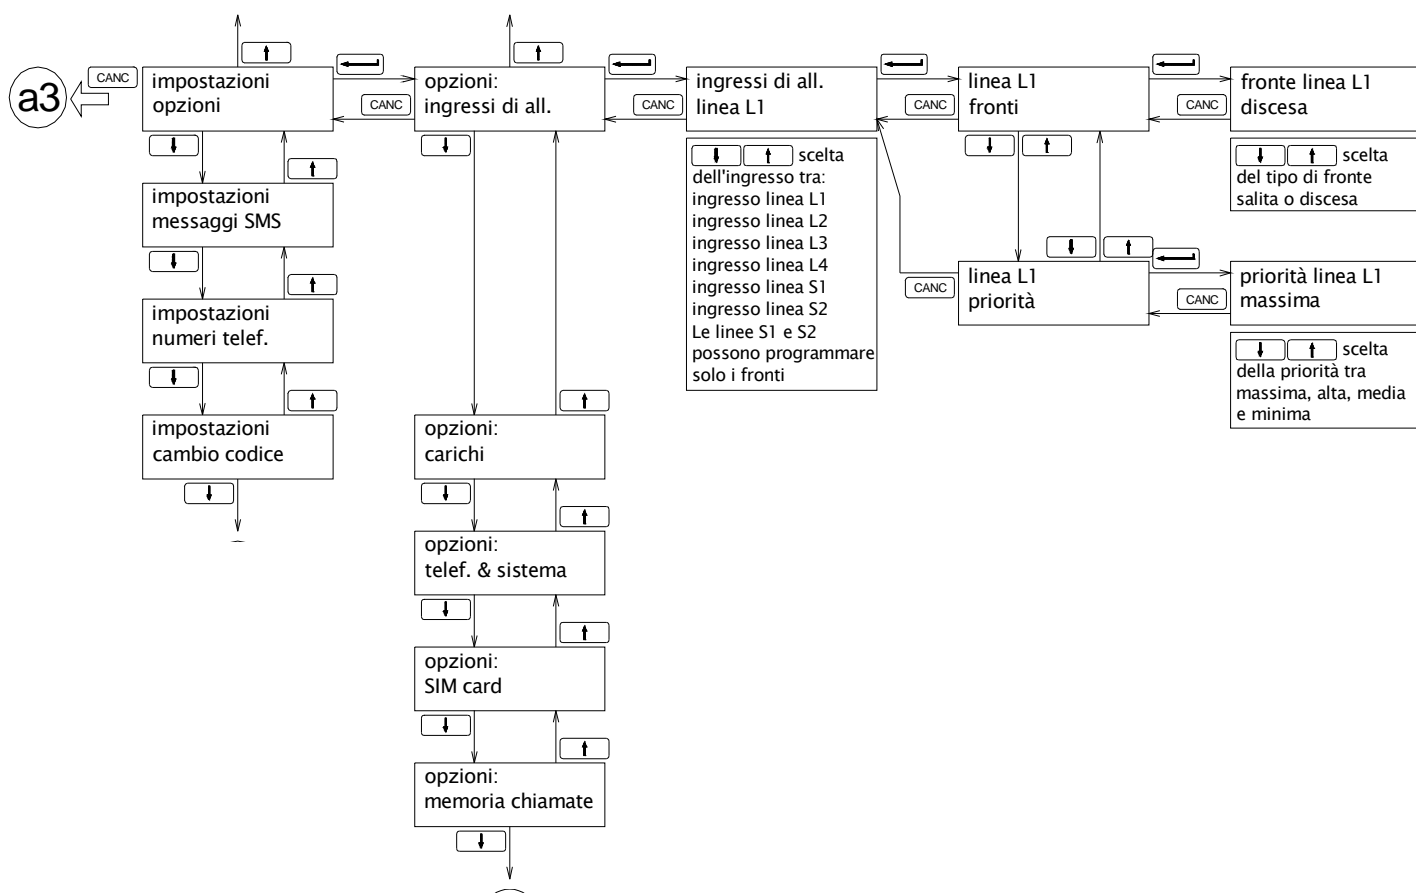 a3
CANC
impostazioni
opzioni
CANC
opzioni:
ingressi di all.
CANC
ingressi di all.
linea L1
CANC
linea L1
fronti
CANC
fronte linea L1
discesa
impostazioni
messaggi SMS
impostazioni
numeri telef.
impostazioni
cambio codice
scelta
dell'ingresso tra:
ingresso linea L1
ingresso linea L2
ingresso linea L3
ingresso linea L4
ingresso linea S1
ingresso linea S2
Le linee S1 e S2
possono programmare
solo i fronti
scelta
del tipo di fronte
salita o discesa
CANC
linea L1
priorità
CANC
priorità linea L1
massima
scelta
della priorità tra
massima, alta, media
e minima
opzioni:
carichi
opzioni:
telef. & sistema
opzioni:
SIM card
opzioni:
memoria chiamate